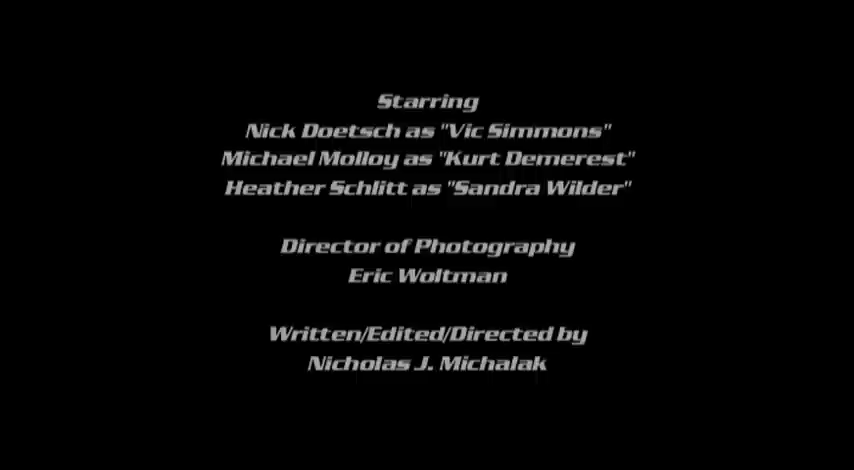 Starring
Nick Doetsch as "Vic Simmons"
Michael Molloy as "Kurt Demerest"
Heather Schlitt as "Sandra Wilder"
Director of Photography
Eric Woltman
Written/Edited/Directed by
Nicholas J. Michalak